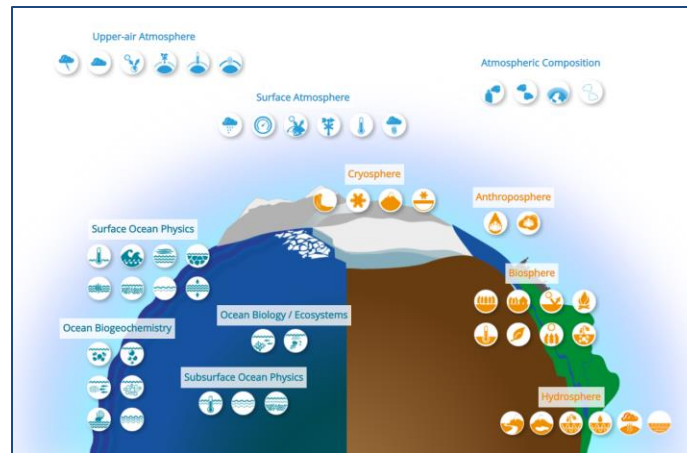 Upper-air Atmosphere
Atmospheric Composition
Surface Atmosphere
Cryosphere
Anthroposphere
Surface Ocean Physics
Biosphere
Ocean Biology / Ecosystems
Ocean Biogeochemistry
Subsurface Ocean Physics
Hydrosphere